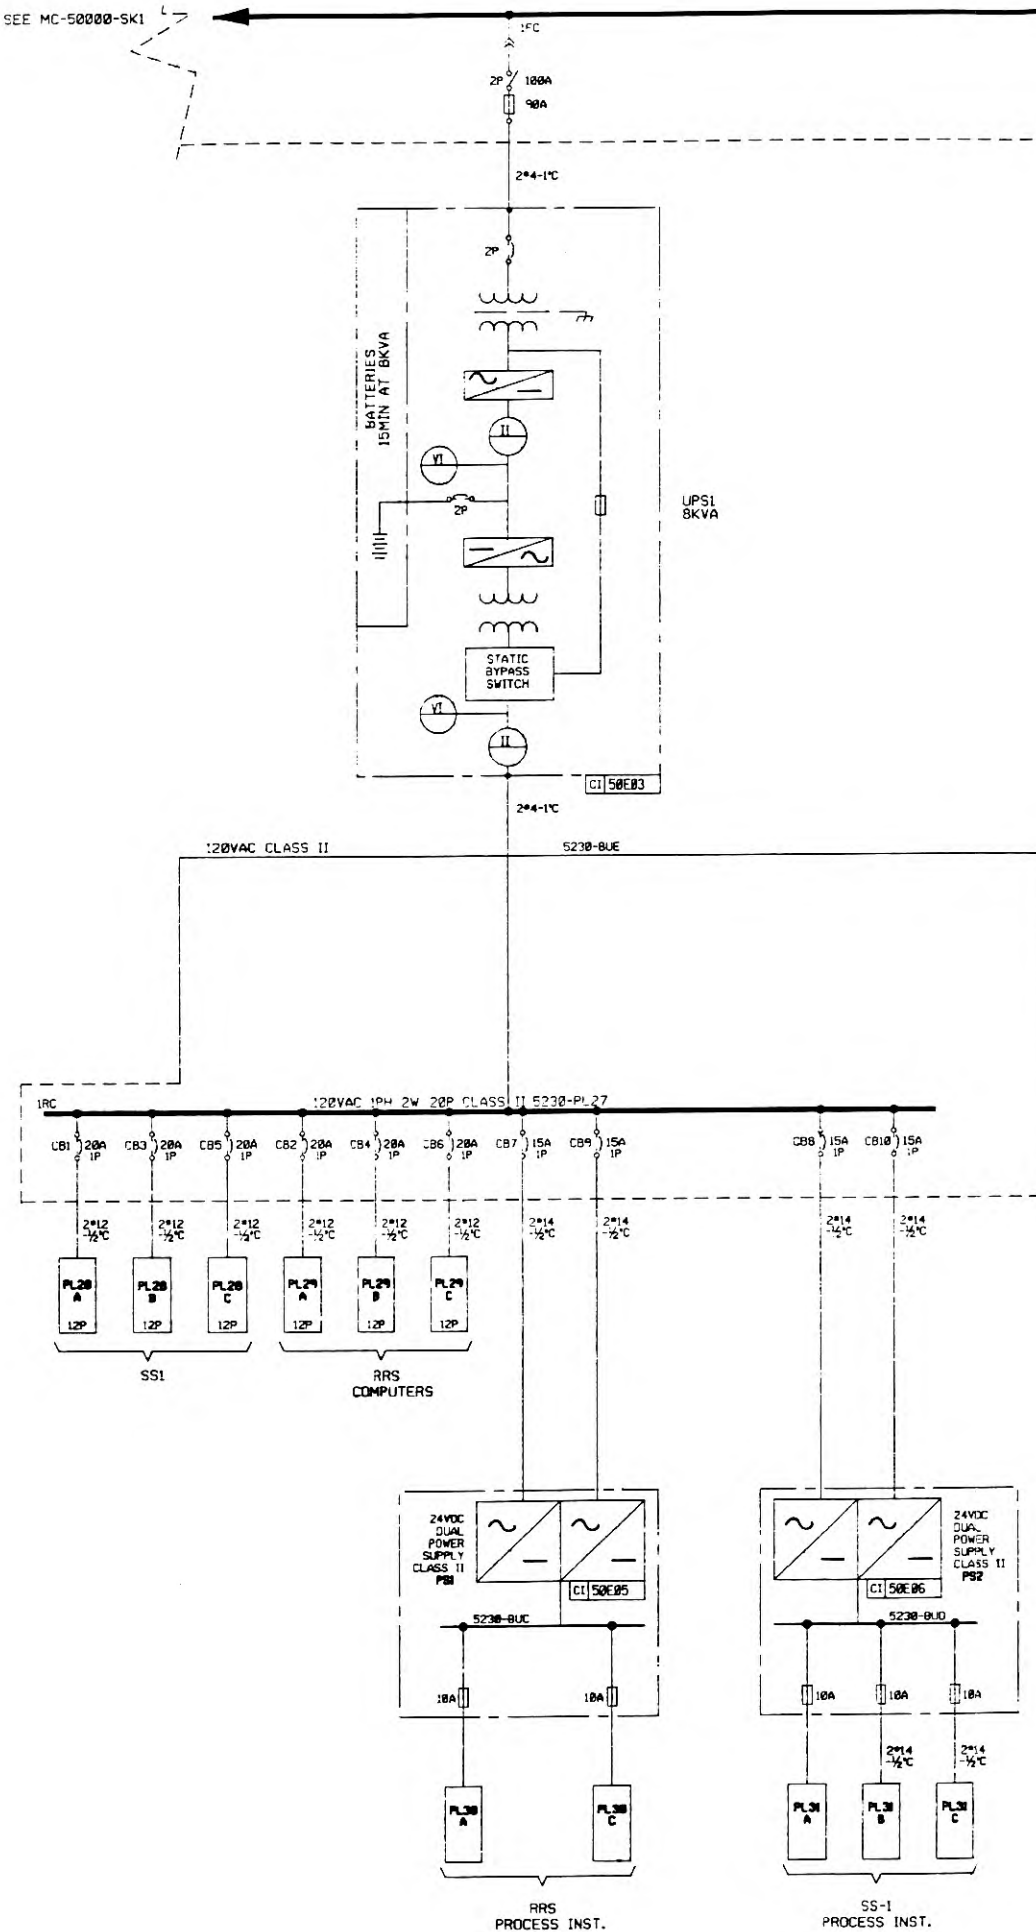 SEE MC-50000-SK1
1FC
2P 100A
90A
2#4-1"C
2P
BATTERIES
15MIN AT 8KVA
II
VI
2P
UPS1
8KVA
STATIC
BYPASS
SWITCH
VI
II
CI 50E03
2#4-1"C
120VAC CLASS II
5230-BUE
1RC
120VAC 1PH 2W 20P CLASS II 5230-PL27
CB1 20A
1P
CB3 20A
1P
CB5 20A
1P
CB2 20A
1P
CB4 20A
1P
CB6 20A
1P
CB7 15A
1P
CB9 15A
1P
CB8 15A
1P
CB10 15A
1P
2#12
-½"C
2#12
-½"C
2#12
-½"C
2#12
-½"C
2#12
-½"C
2#12
-½"C
2#14
-½"C
2#14
-½"C
2#14
-½"C
2#14
-½"C
PL28
A
12P
PL28
B
12P
PL28
C
12P
PL29
A
12P
PL29
B
12P
PL29
C
12P
SS1
RRS
COMPUTERS
24VDC
DUAL
POWER
SUPPLY
CLASS II
PS1
CI 50E05
5230-BUC
10A
10A
24VDC
DUAL
POWER
SUPPLY
CLASS II
PS2
CI 50E06
5230-BUD
10A
10A
10A
2#14
-½"C
2#14
-½"C
PL30
A
PL30
C
PL31
A
PL31
B
PL31
C
RRS
PROCESS INST.
SS-1
PROCESS INST.